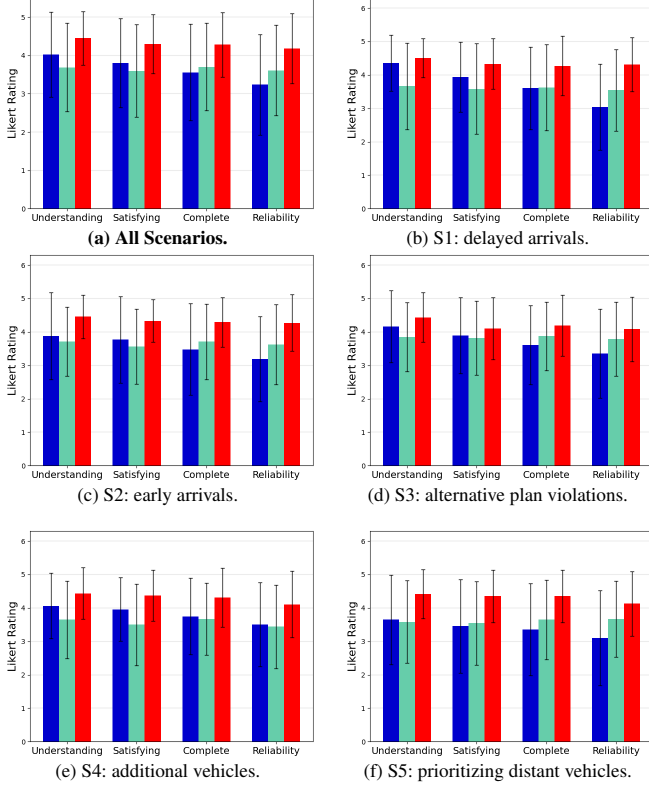 5
4
3
2
1
0
Likert Rating
Understanding Satisfying Complete Reliability
(a) All Scenarios.
6
5
4
3
2
1
0
Likert Rating
Understanding Satisfying Complete Reliability
(b) S1: delayed arrivals.
6
5
4
3
2
1
0
Likert Rating
Understanding Satisfying Complete Reliability
(c) S2: early arrivals.
6
5
4
3
2
1
0
Likert Rating
Understanding Satisfying Complete Reliability
(d) S3: alternative plan violations.
6
5
4
3
2
1
0
Likert Rating
Understanding Satisfying Complete Reliability
(e) S4: additional vehicles.
6
5
4
3
2
1
0
Likert Rating
Understanding Satisfying Complete Reliability
(f) S5: prioritizing distant vehicles.